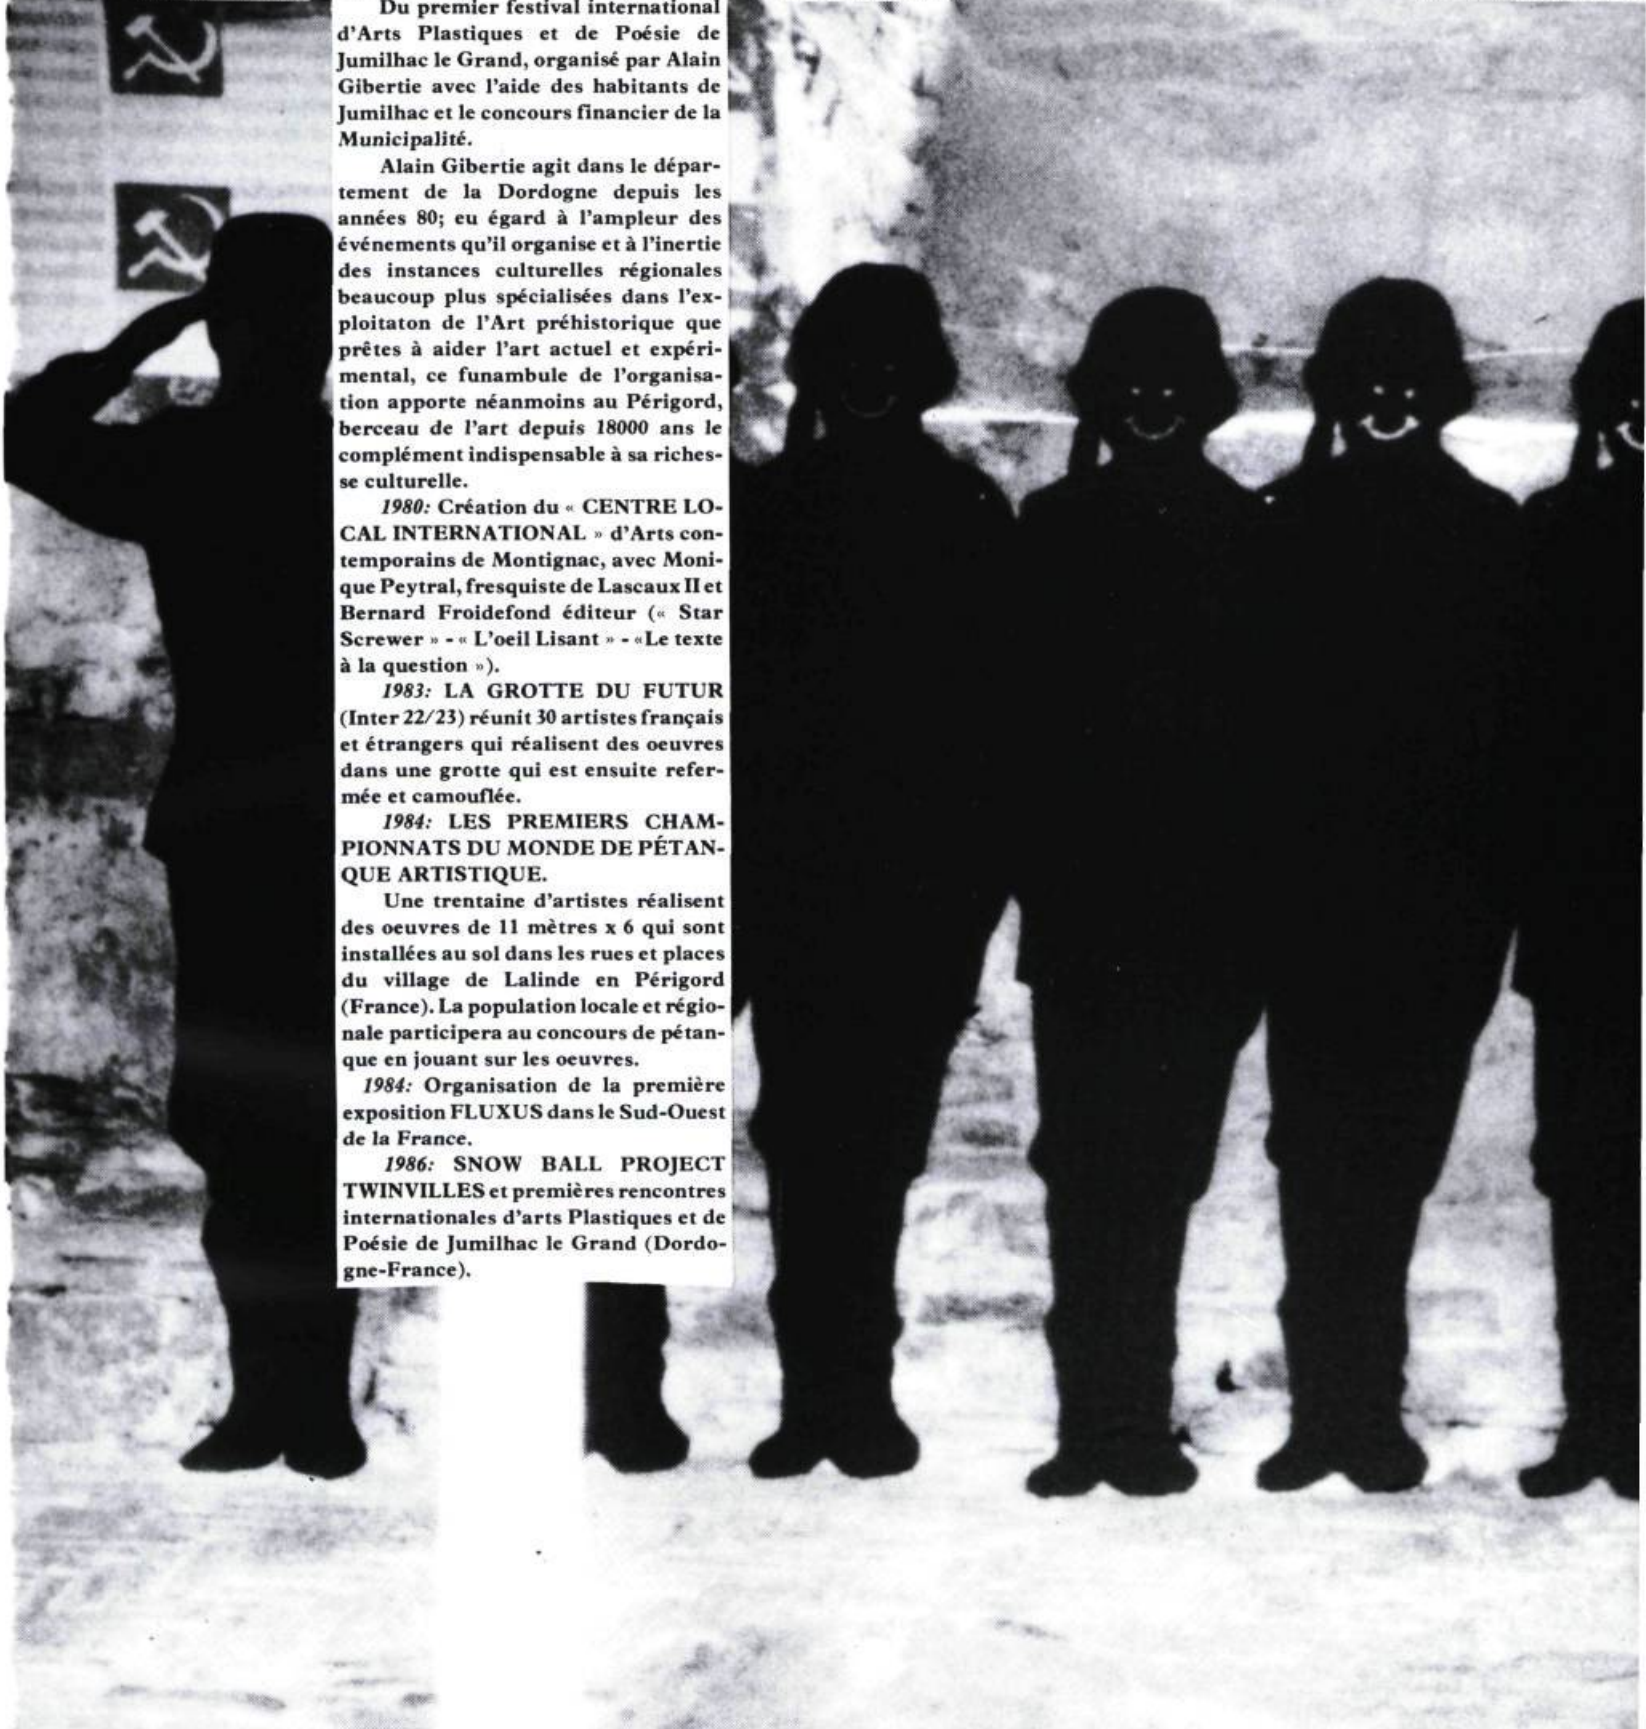 Du premier festival international
d'Arts Plastiques et de Poésie de
Jumilhac le Grand, organisé par Alain
Gibertie avec l'aide des habitants de
Jumilhac et le concours financier de la
Municipalité.
Alain Gibertie agit dans le dépar-
tement de la Dordogne depuis les
années 80; eu égard à l'ampleur des
événements qu'il organise et à l'inertie
des instances culturelles régionales
beaucoup plus spécialisées dans l'ex-
ploitaton de l'Art préhistorique que
prêtes à aider l'art actuel et expéri-
mental, ce funambule de l'organisa-
tion apporte néanmoins au Périgord,
berceau de l'art depuis 18000 ans le
complément indispensable à sa riches-
se culturelle.
1980: Création du « CENTRE LO-
CAL INTERNATIONAL » d'Arts con-
temporains de Montignac, avec Moni-
que Peytral, fresquiste de Lascaux II et
Bernard Froidefond éditeur (« Star
Screwer » - « L'oeil Lisant » - «Le texte
à la question »).
1983: LA GROTTE DU FUTUR
(Inter 22/23) réunit 30 artistes français
et étrangers qui réalisent des oeuvres
dans une grotte qui est ensuite refer-
mée et camouflée.
1984: LES PREMIERS CHAM-
PIONNATS DU MONDE DE PÉTAN-
QUE ARTISTIQUE.
Une trentaine d'artistes réalisent
des oeuvres de 11 mètres x 6 qui sont
installées au sol dans les rues et places
du village de Lalinde en Périgord
(France). La population locale et régio-
nale participera au concours de pétan-
que en jouant sur les oeuvres.
1984: Organisation de la première
exposition FLUXUS dans le Sud-Ouest
de la France.
1986: SNOW BALL PROJECT
TWINVILLES et premières rencontres
internationales d'arts Plastiques et de
Poésie de Jumilhac le Grand (Dordo-
gne-France).